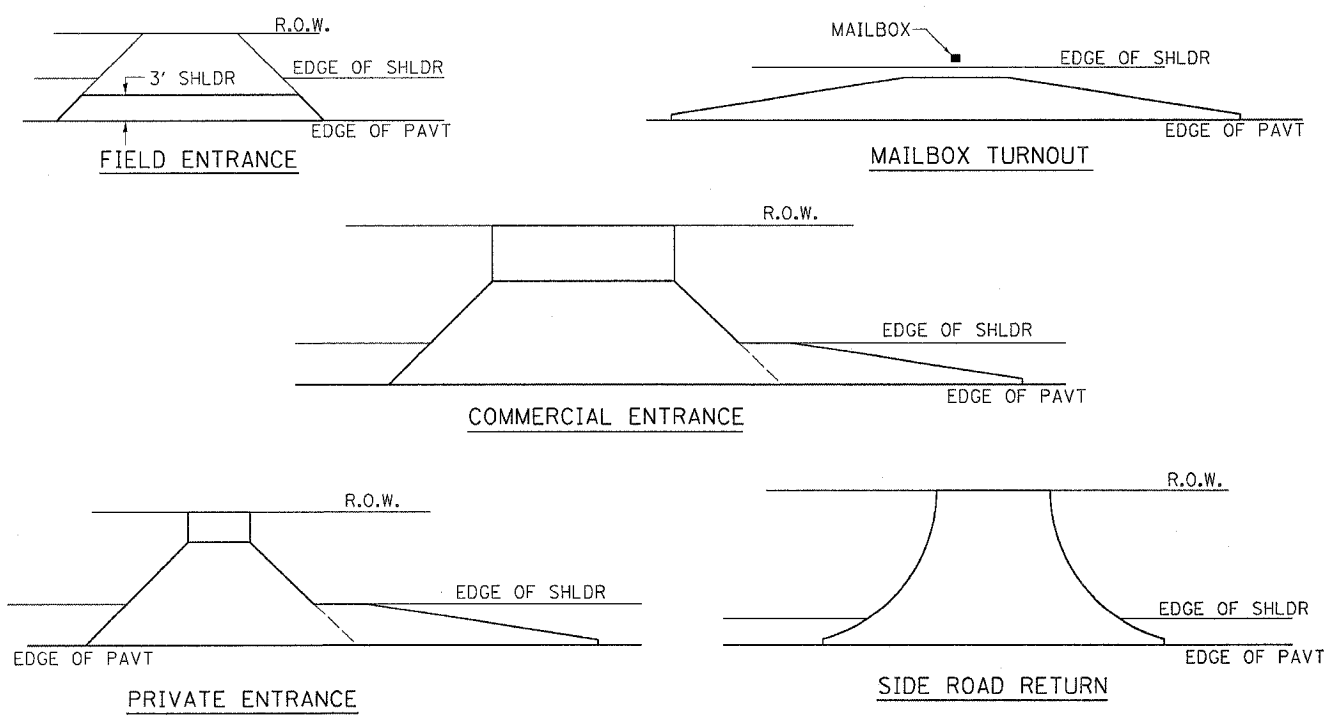 R.O.W.
3' SHLDR
EDGE OF SHLDR
EDGE OF PAVT
FIELD ENTRANCE
MAILBOX
EDGE OF SHLDR
EDGE OF PAVT
MAILBOX TURNOUT
R.O.W.
EDGE OF SHLDR
EDGE OF PAVT
COMMERCIAL ENTRANCE
R.O.W.
EDGE OF SHLDR
EDGE OF PAVT
PRIVATE ENTRANCE
R.O.W.
EDGE OF SHLDR
EDGE OF PAVT
SIDE ROAD RETURN